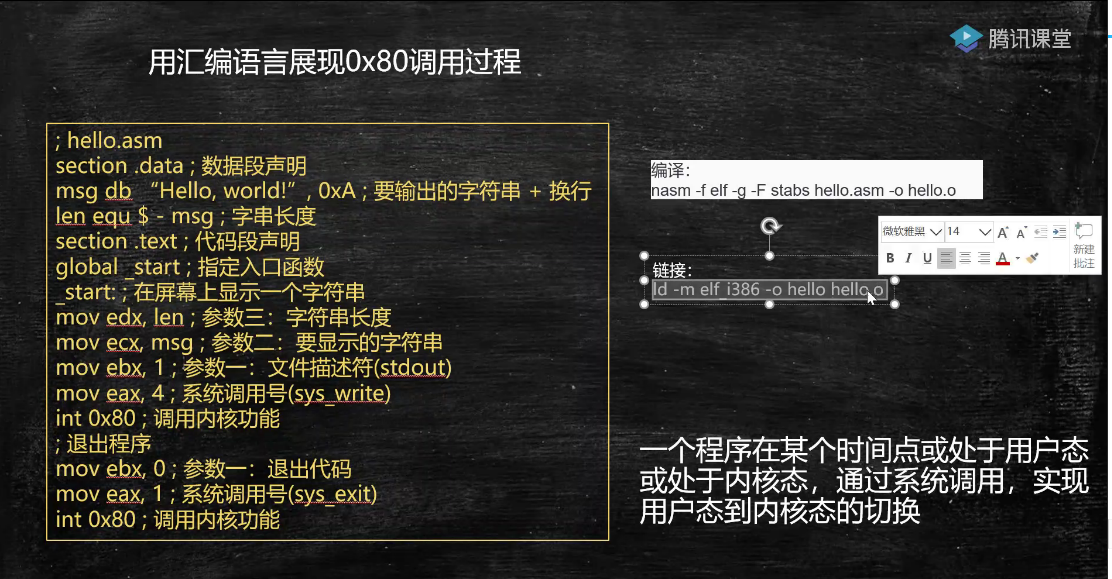 腾讯课堂
用汇编语言展现0x80调用过程
; hello.asm
section .data ; 数据段声明
msg db “Hello, world!”, 0xA ; 要输出的字符串 + 换行
len equ $ - msg ; 字串长度
section .text ; 代码段声明
global _start ; 指定入口函数
_start: ; 在屏幕上显示一个字符串
mov edx, len ; 参数三：字符串长度
mov ecx, msg ; 参数二：要显示的字符串
mov ebx, 1 ; 参数一：文件描述符(stdout)
mov eax, 4 ; 系统调用号(sys_write)
int 0x80 ; 调用内核功能
; 退出程序
mov ebx, 0 ; 参数一：退出代码
mov eax, 1 ; 系统调用号(sys_exit)
int 0x80 ; 调用内核功能
编译：
nasm -f elf -g -F stabs hello.asm -o hello.o
微软雅黑 14 A A
B I U A
新建
批注
链接：
ld -m elf_i386 -o hello hello.o
一个程序在某个时间点或处于用户态
或处于内核态，通过系统调用，实现
用户态到内核态的切换